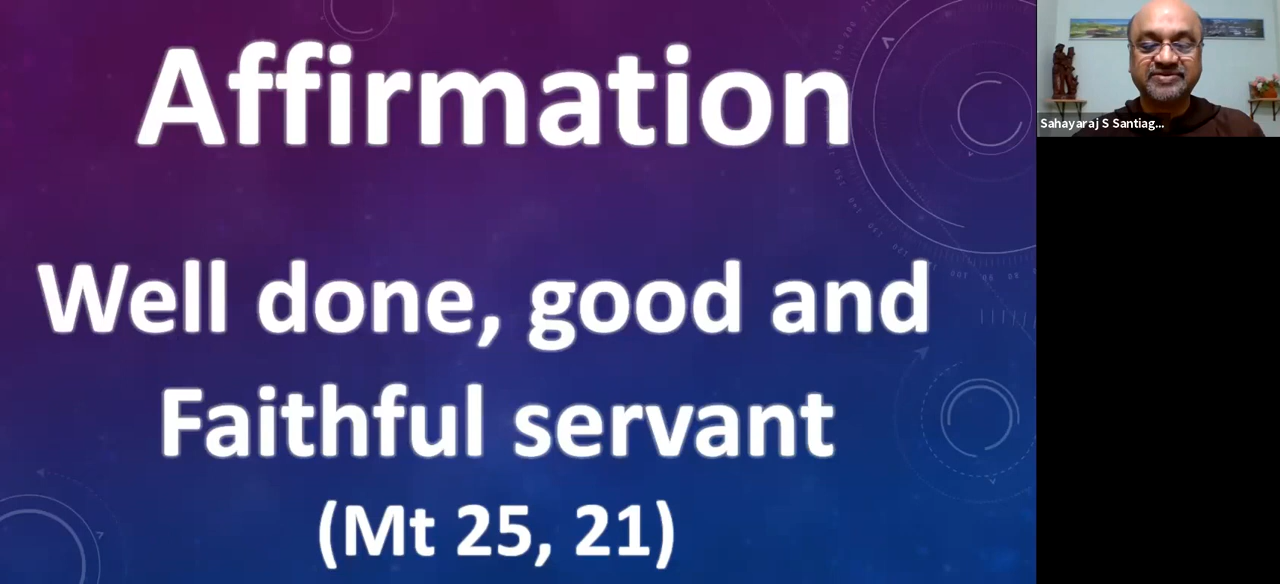 Affirmation
Well done, good and
Faithful servant
(Mt 25, 21)
Sahayaraj S Santiag...